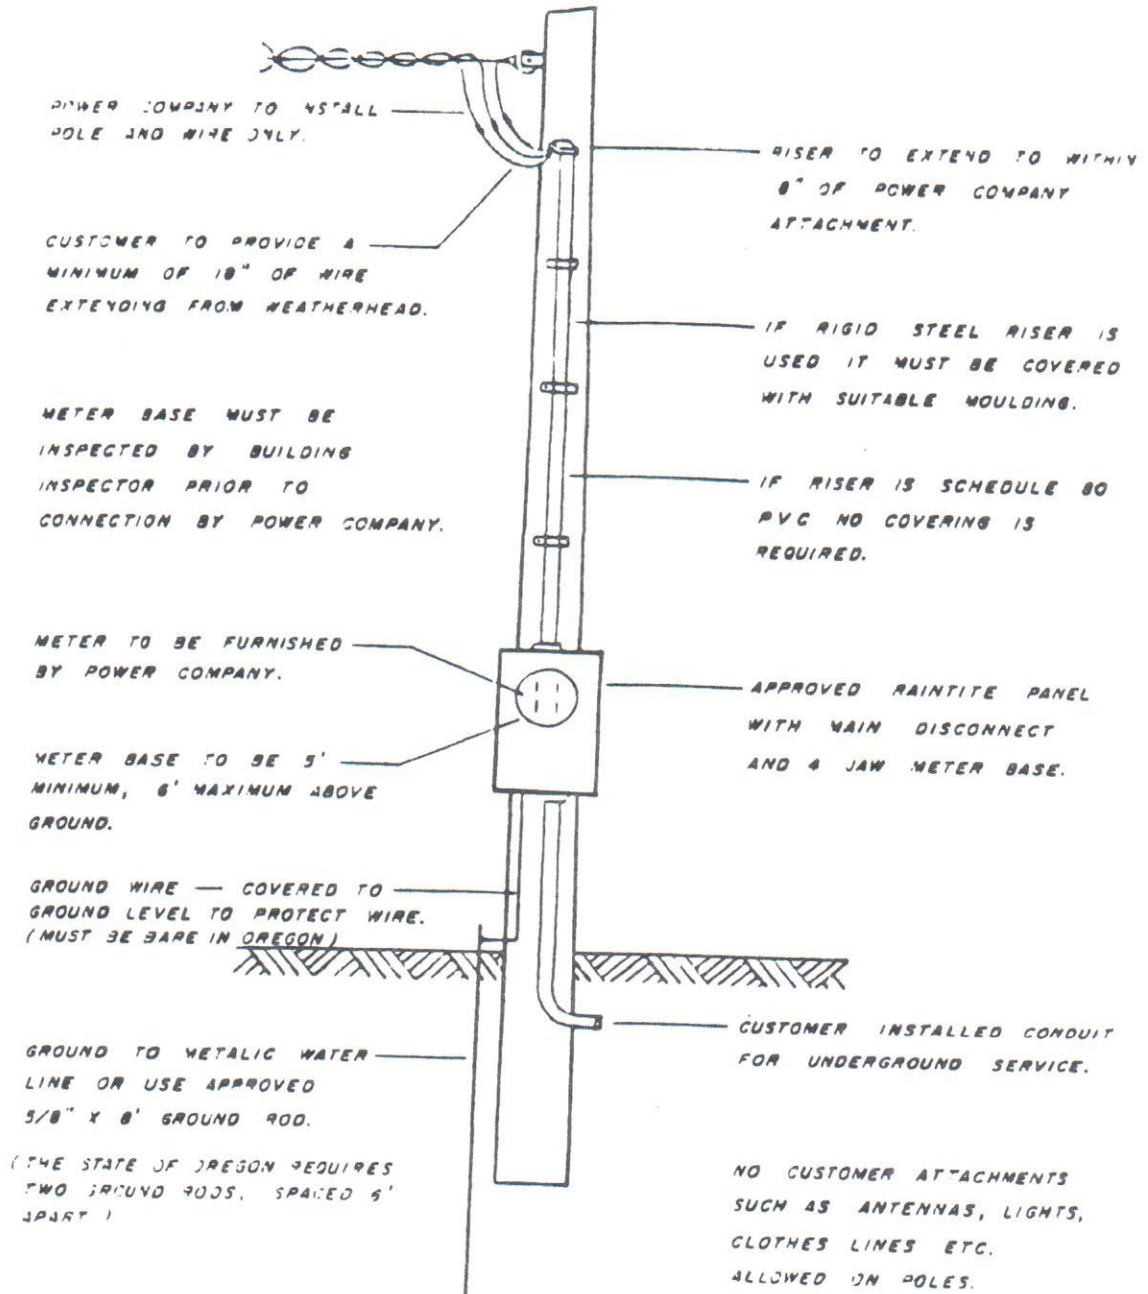 POWER COMPANY TO INSTALL
POLE AND WIRE ONLY.
CUSTOMER TO PROVIDE A
MINIMUM OF 18" OF WIRE
EXTENDING FROM WEATHERHEAD.
METER BASE MUST BE
INSPECTED BY BUILDING
INSPECTOR PRIOR TO
CONNECTION BY POWER COMPANY.
METER TO BE FURNISHED
BY POWER COMPANY.
METER BASE TO BE 5'
MINIMUM, 6' MAXIMUM ABOVE
GROUND.
GROUND WIRE — COVERED TO
GROUND LEVEL TO PROTECT WIRE.
(MUST BE BARE IN OREGON)
GROUND TO METALIC WATER
LINE OR USE APPROVED
5/8" X 8' GROUND ROD.
(THE STATE OF OREGON REQUIRES
TWO GROUND RODS, SPACED 6'
APART)
RISER TO EXTEND TO WITHIN
8" OF POWER COMPANY
ATTACHMENT.
IF RIGID STEEL RISER IS
USED IT MUST BE COVERED
WITH SUITABLE MOULDING.
IF RISER IS SCHEDULE 80
PVC NO COVERING IS
REQUIRED.
APPROVED RAINTITE PANEL
WITH MAIN DISCONNECT
AND 4 JAW METER BASE.
CUSTOMER INSTALLED CONDUIT
FOR UNDERGROUND SERVICE.
NO CUSTOMER ATTACHMENTS
SUCH AS ANTENNAS, LIGHTS,
CLOTHES LINES ETC.
ALLOWED ON POLES.